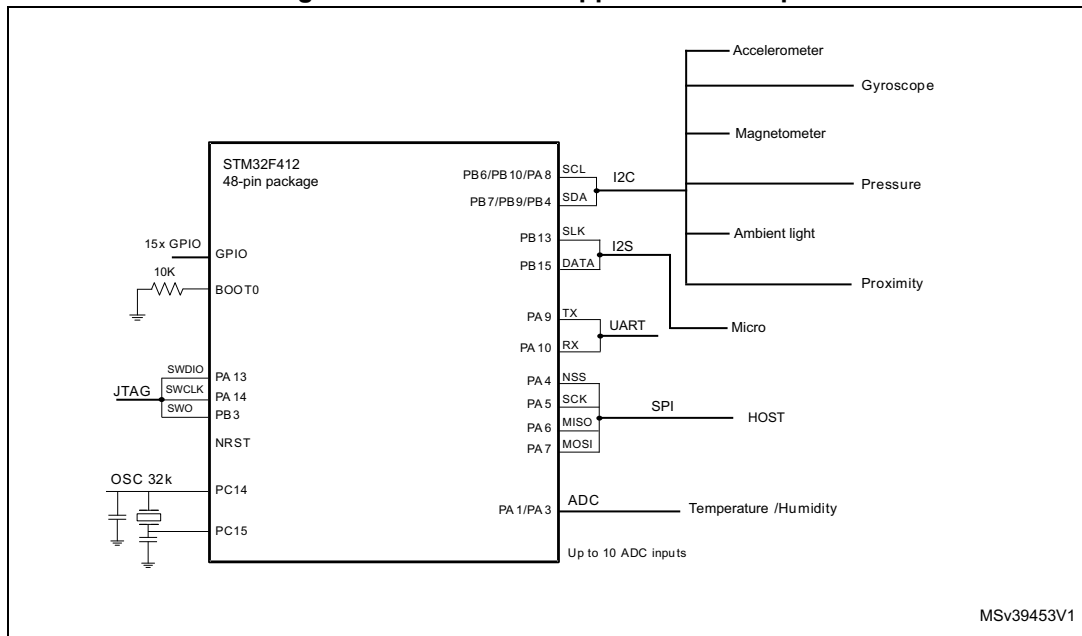 STM32F412
48-pin package
15x GPIO
GPIO
10K
BOOT0
SWDIO
PA13
JTAG
SWCLK
PA14
SWO
PB3
NRST
OSC 32k
PC14
PC15
PB6/PB10/PA8
SCL
I2C
PB7/PB9/PB4
SDA
PB13
SLK
I2S
PB15
DATA
PA9
TX
UART
PA10
RX
PA4
NSS
PA5
SCK
SPI
HOST
PA6
MISO
PA7
MOSI
PA1/PA3
ADC
Temperature /Humidity
Up to 10 ADC inputs
Accelerometer
Gyroscope
Magnetometer
Pressure
Ambient light
Proximity
Micro
MSv39453V1